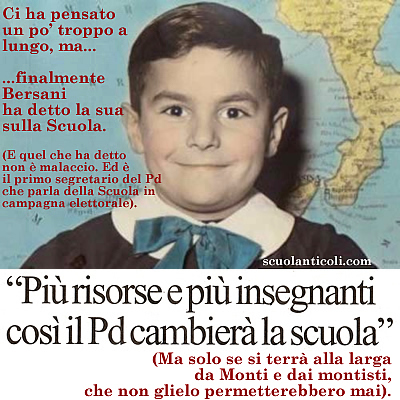 Ci ha pensato
un po' troppo a
lungo, ma...
...finalmente
Bersani
ha detto la sua
sulla Scuola.
(E quel che ha detto
non è malaccio. Ed è
il primo segretario del Pd
che parla della Scuola in
campagna elettorale).
scuolanticoli.com
“Più risorse e più insegnanti
così il Pd cambierà la scuola”
(Ma solo se si terrà alla larga
da Monti e dai montisti,
che non glielo permetterebbero mai).